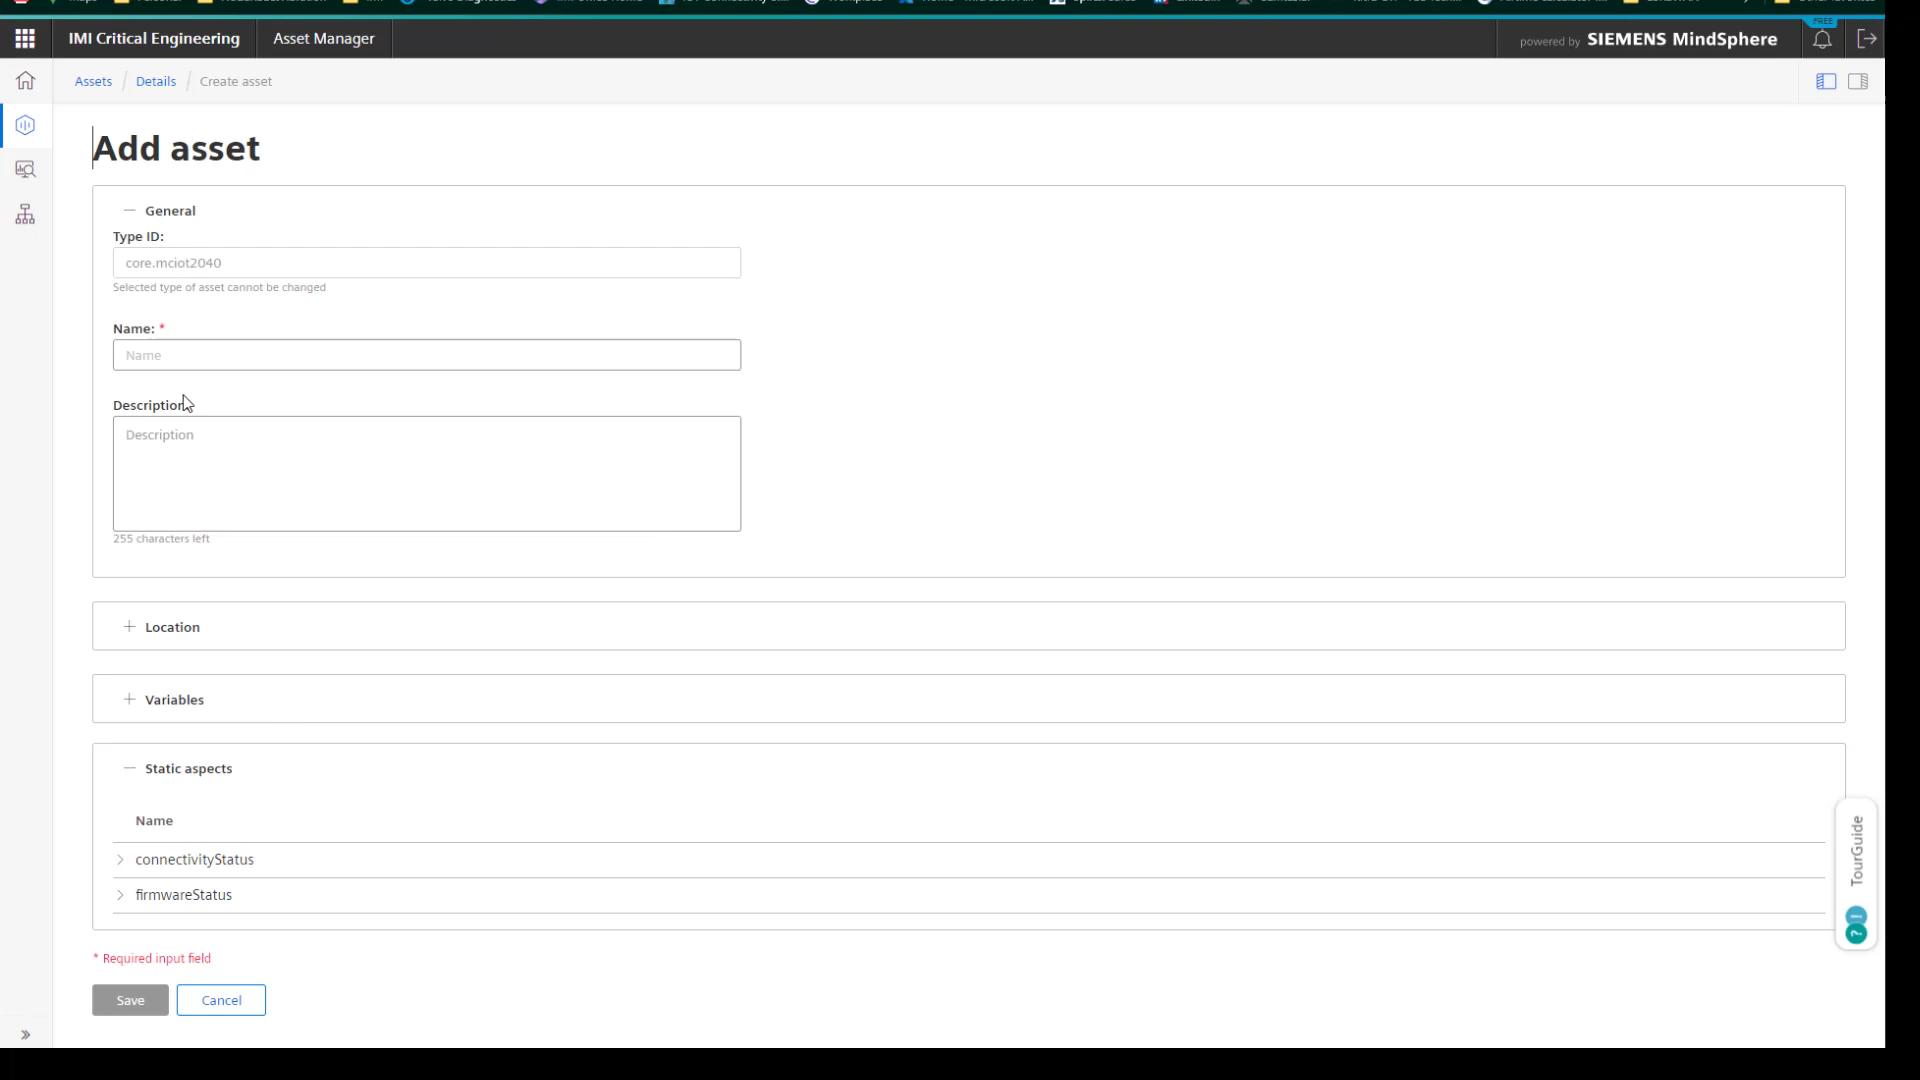 FREE
IMI Critical Engineering
Asset Manager
powered by SIEMENS MindSphere
Assets
Details
Create asset
Add asset
General
Type ID:
core.mciot2040
Selected type of asset cannot be changed
Name: *
Name
Description
Description
255 characters left
Location
Variables
Static aspects
Name
connectivityStatus
firmwareStatus
* Required input field
Save
Cancel
TourGuide